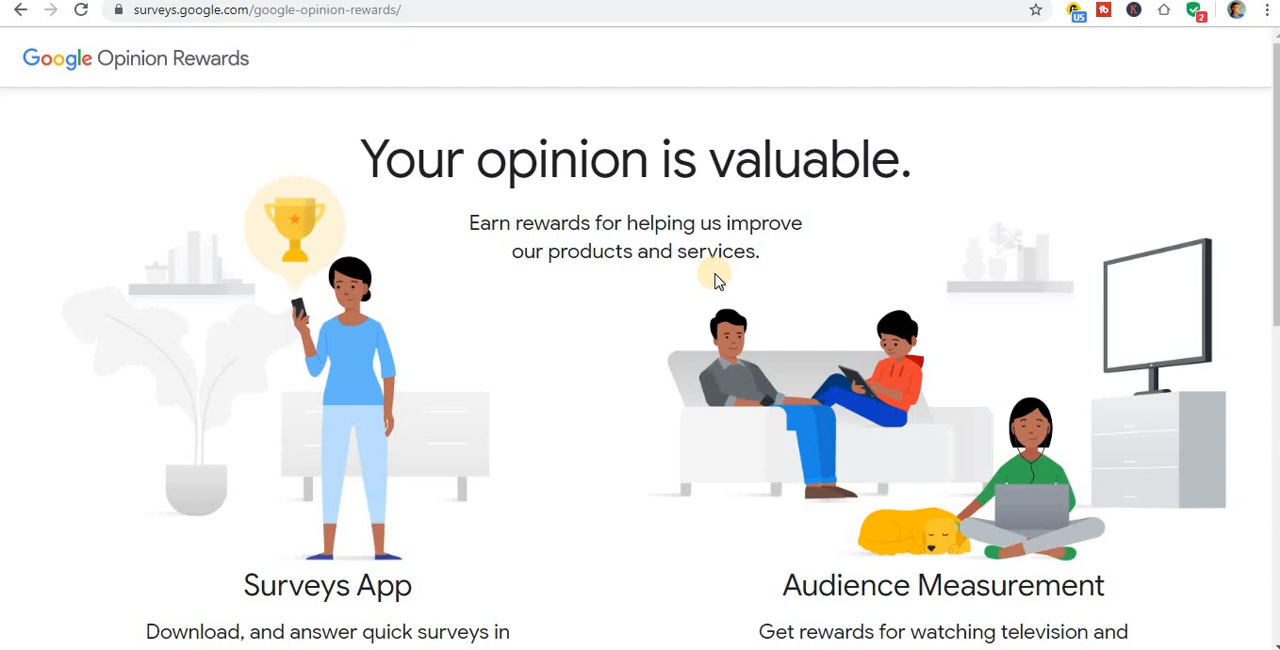 surveys.google.com/google-opinion-rewards/
US
2
Google Opinion Rewards
Your opinion is valuable.
Earn rewards for helping us improve
our products and services.
Surveys App
Download, and answer quick surveys in
Audience Measurement
Get rewards for watching television and